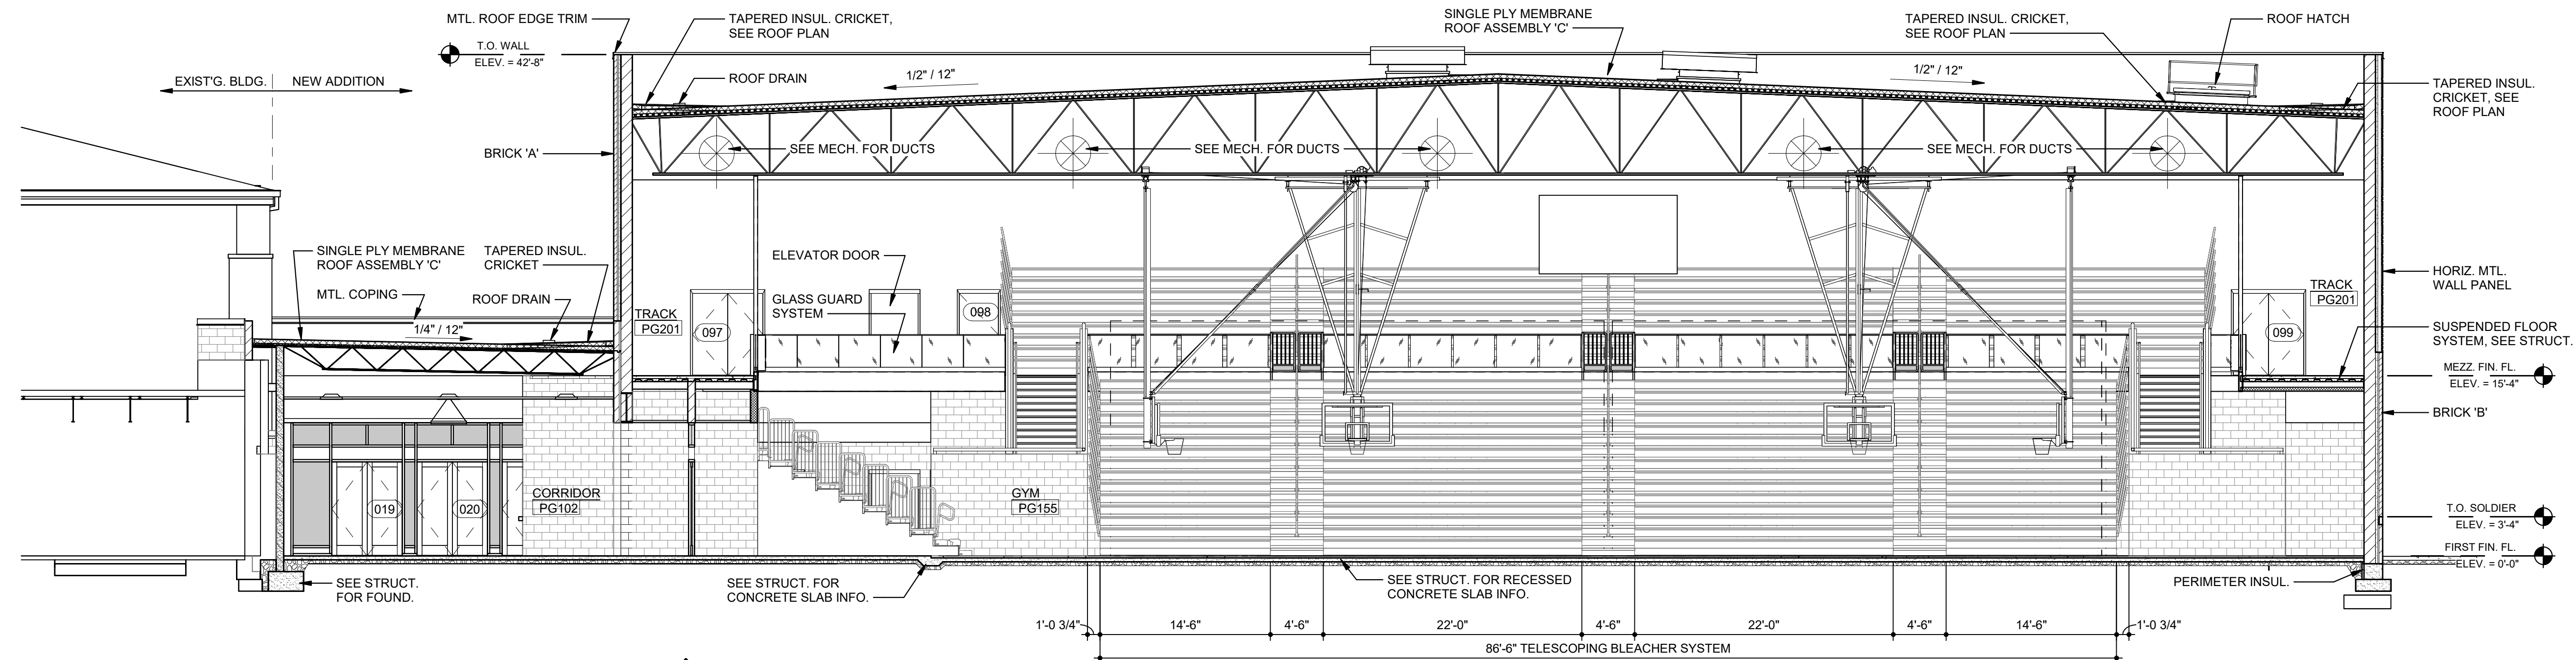 MTL. ROOF EDGE TRIM
TAPERED INSUL. CRICKET,
SEE ROOF PLAN
SINGLE PLY MEMBRANE
ROOF ASSEMBLY 'C'
TAPERED INSUL. CRICKET,
SEE ROOF PLAN
ROOF HATCH
T.O. WALL
ELEV. = 42'-8"
EXIST'G. BLDG.
NEW ADDITION
ROOF DRAIN
1/2" / 12"
1/2" / 12"
TAPERED INSUL.
CRICKET, SEE
ROOF PLAN
BRICK 'A'
SEE MECH. FOR DUCTS
SEE MECH. FOR DUCTS
SEE MECH. FOR DUCTS
SINGLE PLY MEMBRANE
ROOF ASSEMBLY 'C'
TAPERED INSUL.
CRICKET
MTL. COPING
ROOF DRAIN
1/4" / 12"
ELEVATOR DOOR
GLASS GUARD
SYSTEM
TRACK
PG201
097
098
HORIZ. MTL.
WALL PANEL
TRACK
PG201
099
SUSPENDED FLOOR
SYSTEM, SEE STRUCT.
MEZZ. FIN. FL.
ELEV. = 15'-4"
BRICK 'B'
CORRIDOR
PG102
019
020
GYM
PG155
T.O. SOLDIER
ELEV. = 3'-4"
FIRST FIN. FL.
ELEV. = 0'-0"
SEE STRUCT.
FOR FOUND.
SEE STRUCT. FOR
CONCRETE SLAB INFO.
SEE STRUCT. FOR RECESSED
CONCRETE SLAB INFO.
PERIMETER INSUL.
1'-0 3/4"
14'-6"
4'-6"
22'-0"
4'-6"
22'-0"
4'-6"
14'-6"
1'-0 3/4"
86'-6" TELESCOPING BLEACHER SYSTEM